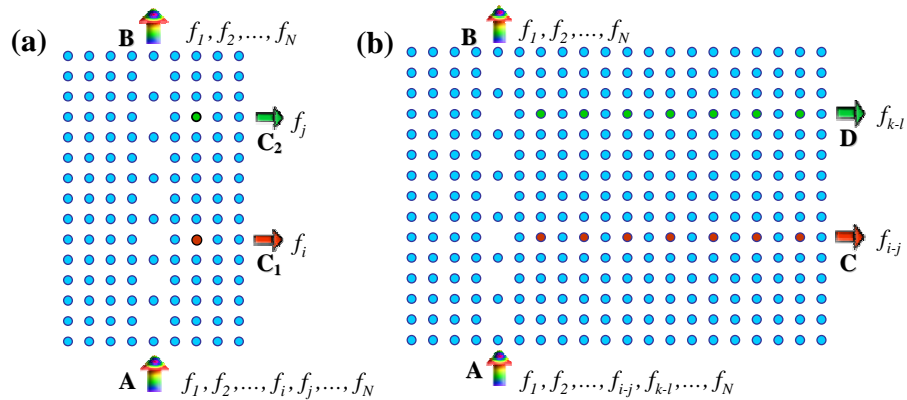 (a)
B
f1, f2,..., fN
C2
fj
C1
fi
A
f1, f2,..., fi, fj,..., fN
(b)
B
f1, f2,..., fN
D
fk-l
C
fi-j
A
f1, f2,..., fi-j, fk-l,..., fN